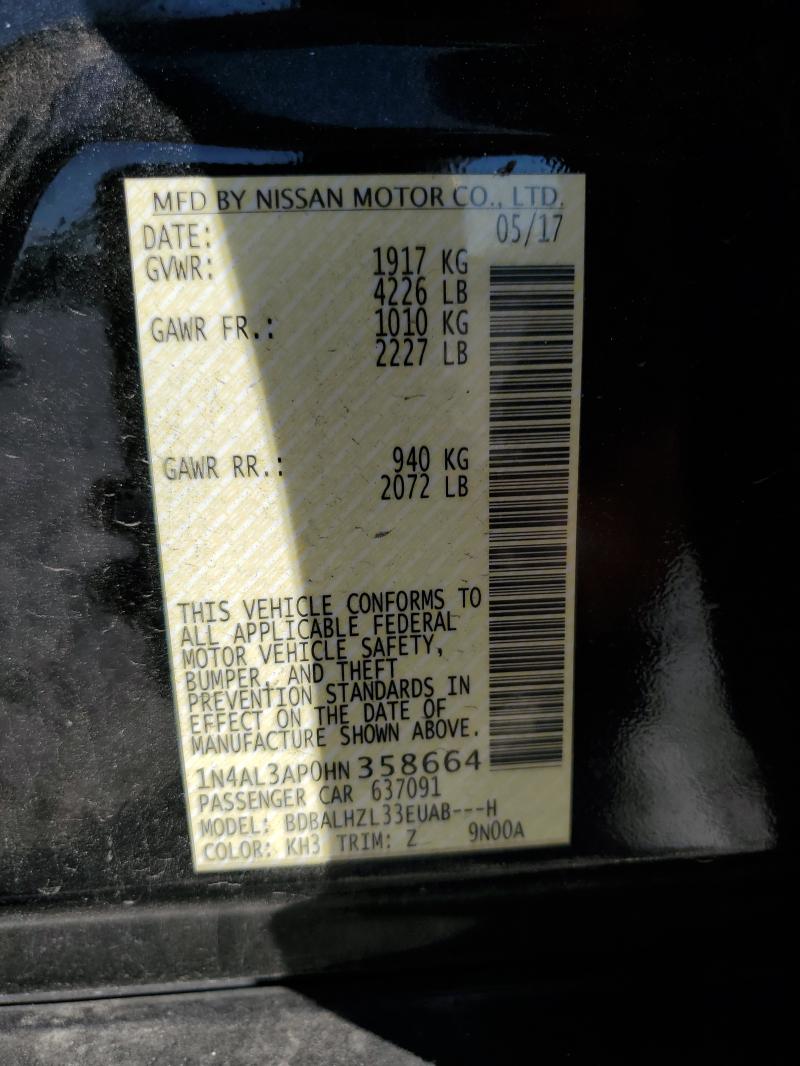 MFD BY NISSAN MOTOR CO., LTD.
DATE: 05/17
GVWR: 1917 KG
4226 LB
GAWR FR.: 1010 KG
2227 LB
GAWR RR.: 940 KG
2072 LB
THIS VEHICLE CONFORMS TO
ALL APPLICABLE FEDERAL
MOTOR VEHICLE SAFETY,
BUMPER, AND THEFT
PREVENTION STANDARDS IN
EFFECT ON THE DATE OF
MANUFACTURE SHOWN ABOVE.
1N4AL3AP0HN358664
PASSENGER CAR 637091
MODEL: BDBALHZL33EUAB---H
COLOR: KH3 TRIM: Z 9N00A